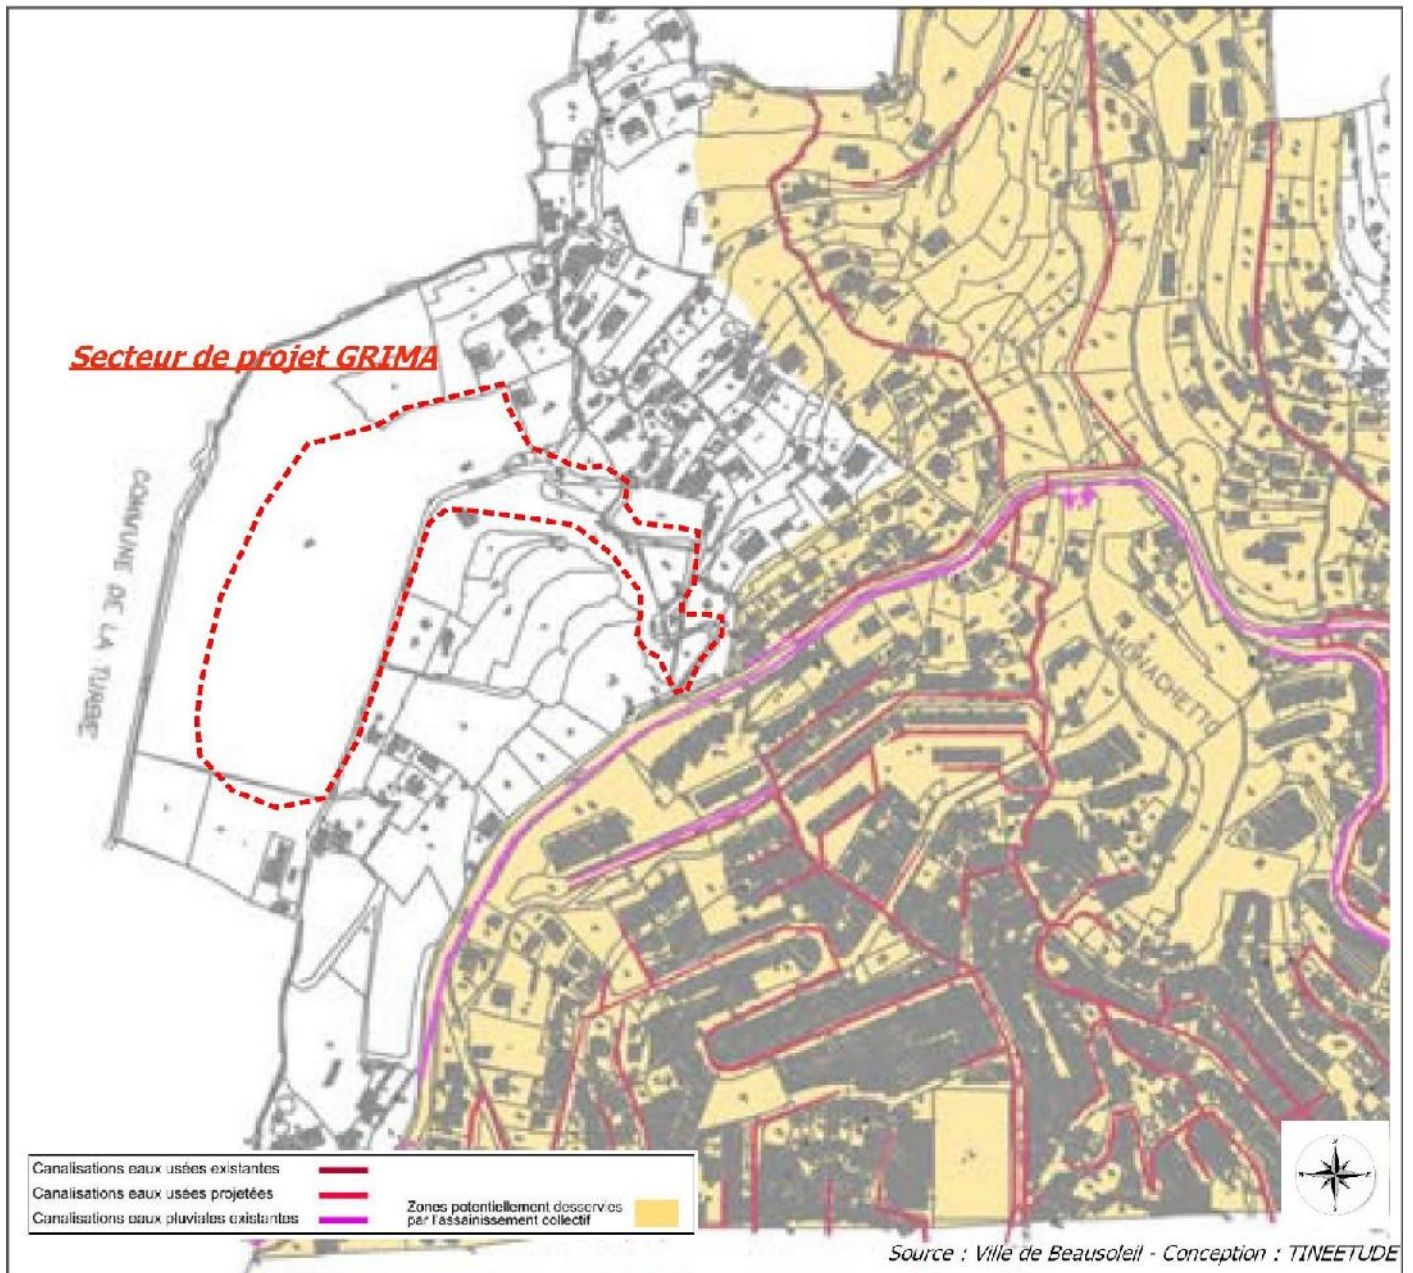 Secteur de projet GRIMA
COMMUNE DE LA TURBIE
MONACHETTO
Canalisations eaux usées existantes
Canalisations eaux usées projetées
Canalisations eaux pluviales existantes
Zones potentiellement desservies
par l'assainissement collectif
Source : Ville de Beausoleil - Conception : TINEETUDE